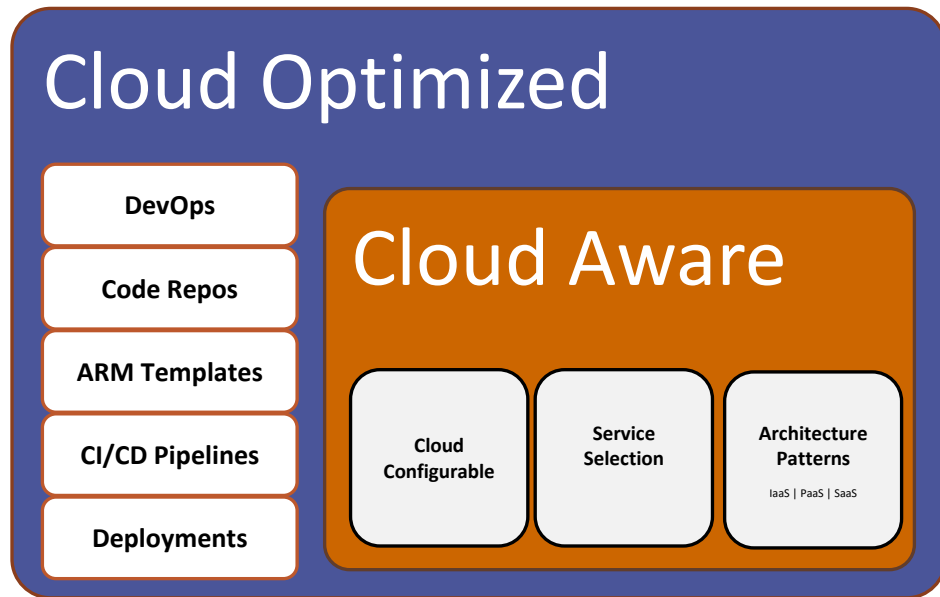 Cloud Optimized
DevOps
Code Repos
ARM Templates
CI/CD Pipelines
Deployments
Cloud Aware
Cloud
Configurable
Service
Selection
Architecture
Patterns
IaaS | PaaS | SaaS